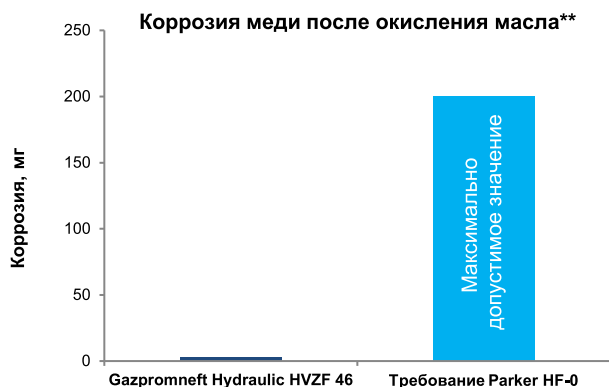 Коррозия меди после окисления масла**
250
200
150
100
50
0
Коррозия, мг
Максимально
допустимое значение
Gazpromneft Hydraulic HVZF 46
Требование Parker HF-0